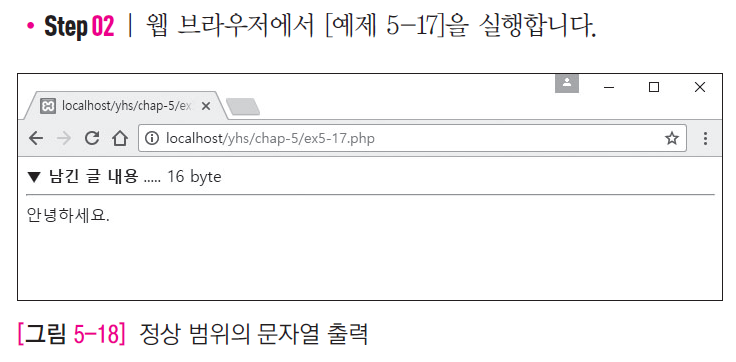 • Step 02 | 웹 브라우저에서 [예제 5-17]을 실행합니다.
localhost/yhs/chap-5/ex
localhost/yhs/chap-5/ex5-17.php
▼ 남긴 글 내용 ..... 16 byte
안녕하세요.
[그림 5-18] 정상 범위의 문자열 출력